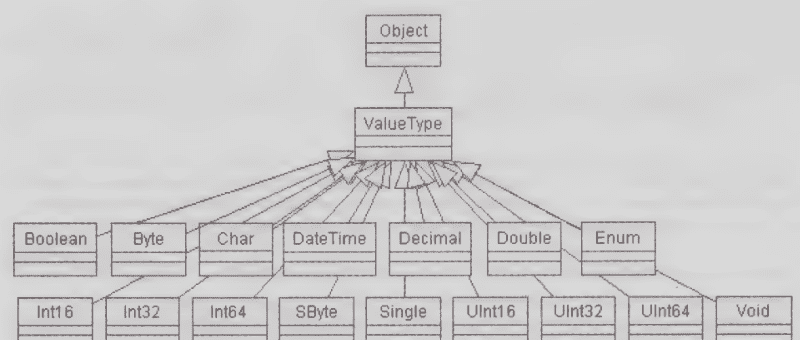 Object
ValueType
Boolean Byte Char DateTime Decimal Double Enum
Int16 Int32 Int64 SByte Single UInt16 UInt32 UInt64 Void